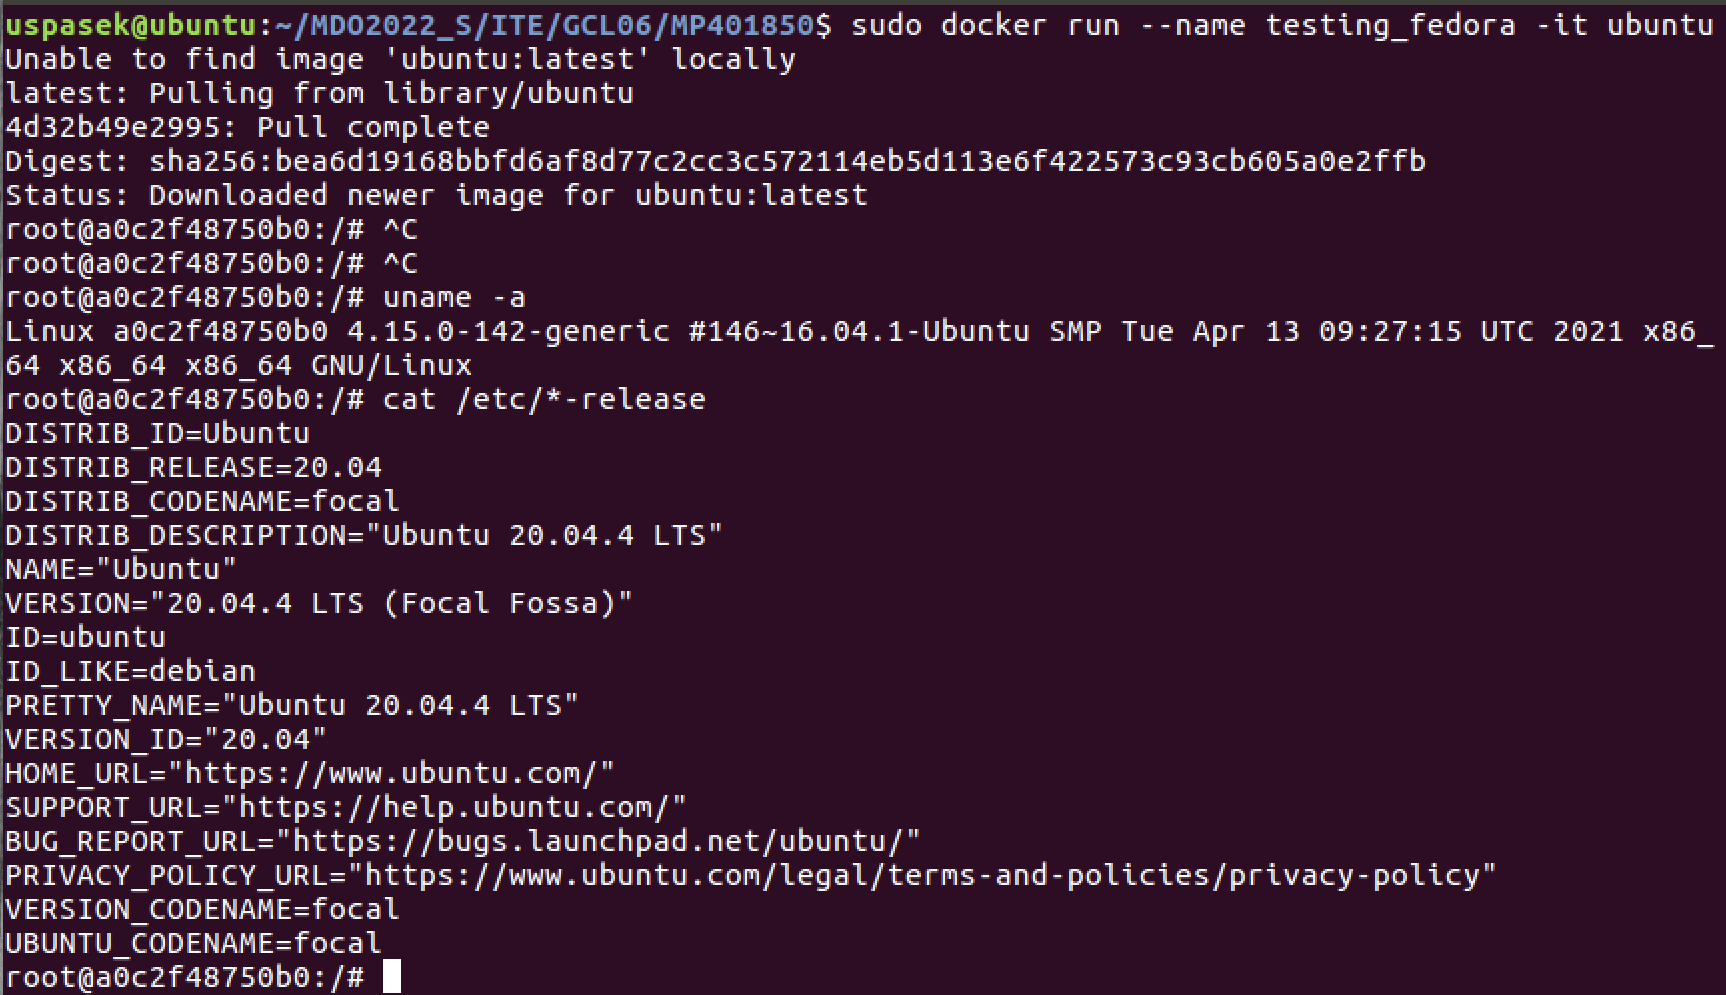 uspasek@ubuntu:~/MDO2022_S/ITE/GCL06/MP401850$ sudo docker run --name testing_fedora -it ubuntu
Unable to find image 'ubuntu:latest' locally
latest: Pulling from library/ubuntu
4d32b49e2995: Pull complete
Digest: sha256:bea6d19168bbfd6af8d77c2cc3c572114eb5d113e6f422573c93cb605a0e2ffb
Status: Downloaded newer image for ubuntu:latest
root@a0c2f48750b0:/# ^C
root@a0c2f48750b0:/# ^C
root@a0c2f48750b0:/# uname -a
Linux a0c2f48750b0 4.15.0-142-generic #146~16.04.1-Ubuntu SMP Tue Apr 13 09:27:15 UTC 2021 x86_
64 x86_64 x86_64 GNU/Linux
root@a0c2f48750b0:/# cat /etc/*-release
DISTRIB_ID=Ubuntu
DISTRIB_RELEASE=20.04
DISTRIB_CODENAME=focal
DISTRIB_DESCRIPTION="Ubuntu 20.04.4 LTS"
NAME="Ubuntu"
VERSION="20.04.4 LTS (Focal Fossa)"
ID=ubuntu
ID_LIKE=debian
PRETTY_NAME="Ubuntu 20.04.4 LTS"
VERSION_ID="20.04"
HOME_URL="https://www.ubuntu.com/"
SUPPORT_URL="https://help.ubuntu.com/"
BUG_REPORT_URL="https://bugs.launchpad.net/ubuntu/"
PRIVACY_POLICY_URL="https://www.ubuntu.com/legal/terms-and-policies/privacy-policy"
VERSION_CODENAME=focal
UBUNTU_CODENAME=focal
root@a0c2f48750b0:/#